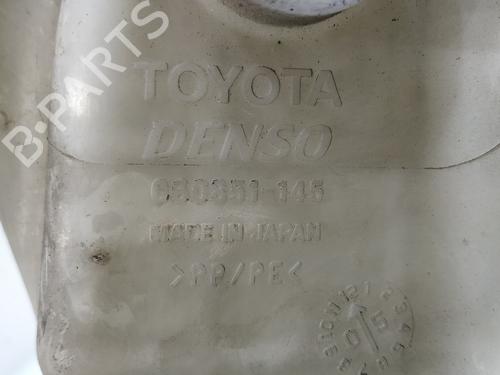 TOYOTA
DENSO
060851-145
MADE IN JAPAN
>PP/PE<
B-PARTS